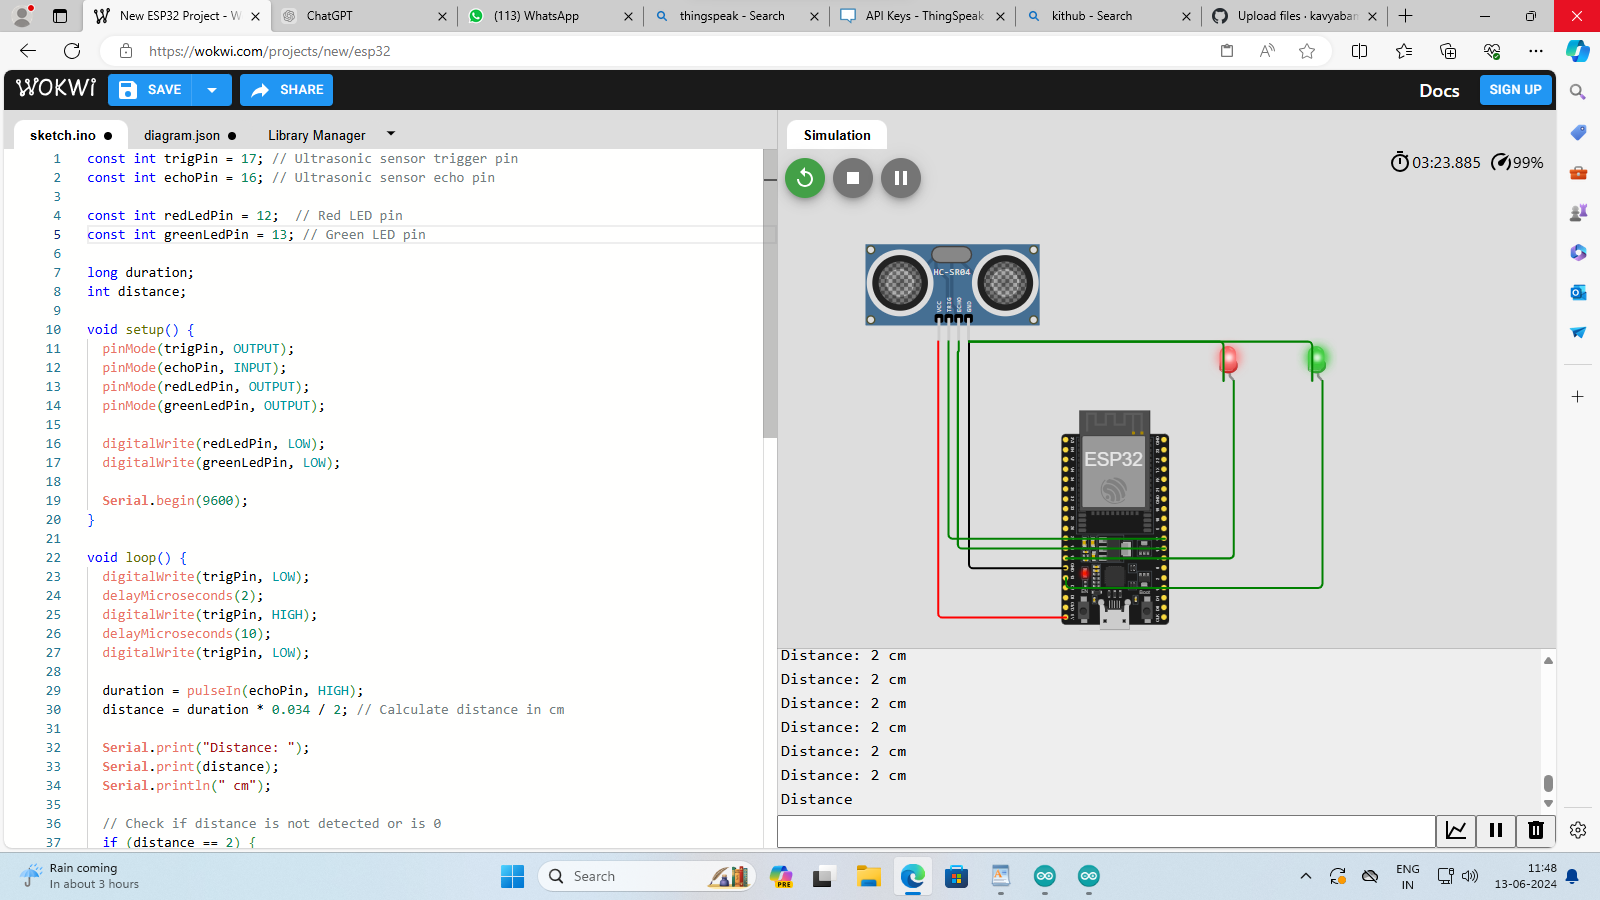 New ESP32 Project - W
ChatGPT
(113) WhatsApp
thingspeak - Search
API Keys - ThingSpeak
kithub - Search
Upload files · kavyaban
https://wokwi.com/projects/new/esp32
WOKWI
SAVE
SHARE
Docs
SIGN UP
sketch.ino
diagram.json
Library Manager
Simulation
03:23.885
99%
1 const int trigPin = 17; // Ultrasonic sensor trigger pin
2 const int echoPin = 16; // Ultrasonic sensor echo pin
3
4 const int redLedPin = 12;  // Red LED pin
5 const int greenLedPin = 13; // Green LED pin
6
7 long duration;
8 int distance;
9
10 void setup() {
11   pinMode(trigPin, OUTPUT);
12   pinMode(echoPin, INPUT);
13   pinMode(redLedPin, OUTPUT);
14   pinMode(greenLedPin, OUTPUT);
15
16   digitalWrite(redLedPin, LOW);
17   digitalWrite(greenLedPin, LOW);
18
19   Serial.begin(9600);
20 }
21
22 void loop() {
23   digitalWrite(trigPin, LOW);
24   delayMicroseconds(2);
25   digitalWrite(trigPin, HIGH);
26   delayMicroseconds(10);
27   digitalWrite(trigPin, LOW);
28
29   duration = pulseIn(echoPin, HIGH);
30   distance = duration * 0.034 / 2; // Calculate distance in cm
31
32   Serial.print("Distance: ");
33   Serial.print(distance);
34   Serial.println(" cm");
35
36   // Check if distance is not detected or is 0
37   if (distance == 2) {
HC-SR04
VCC
TRIG
ECHO
GND
ESP32
EN
Boot
Distance: 2 cm
Distance: 2 cm
Distance: 2 cm
Distance: 2 cm
Distance: 2 cm
Distance: 2 cm
Distance
Rain coming
In about 3 hours
Search
PRE
ENG
IN
11:48
13-06-2024